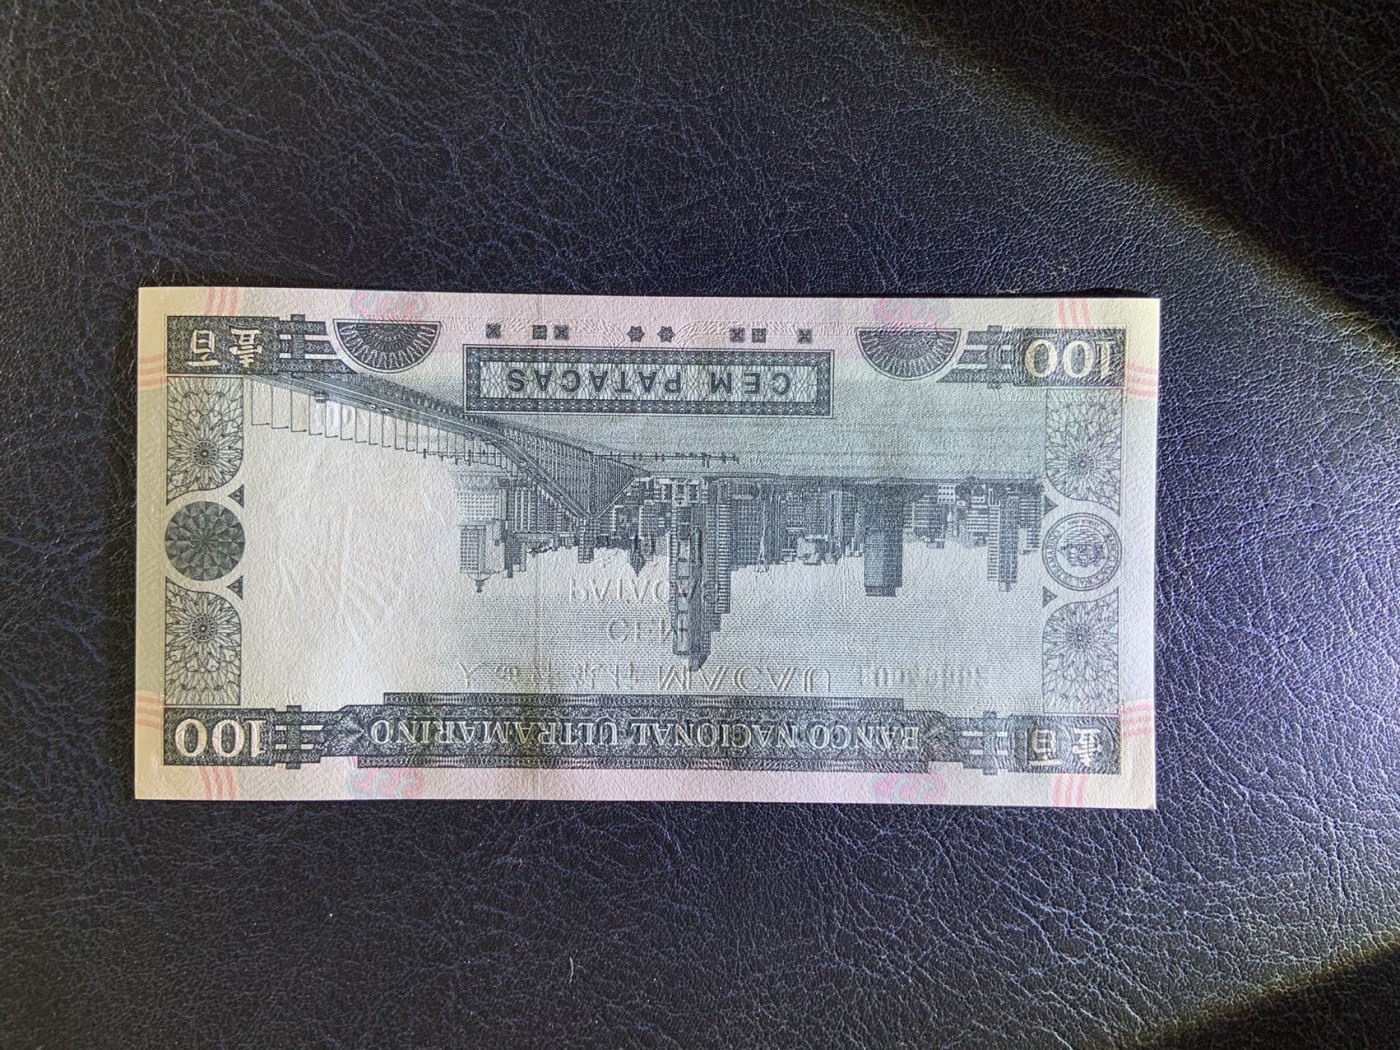 壹百 BANCO NACIONAL ULTRAMARINO 100
MACAU
CEM
PATACAS
100 CEM PATACAS 壹百